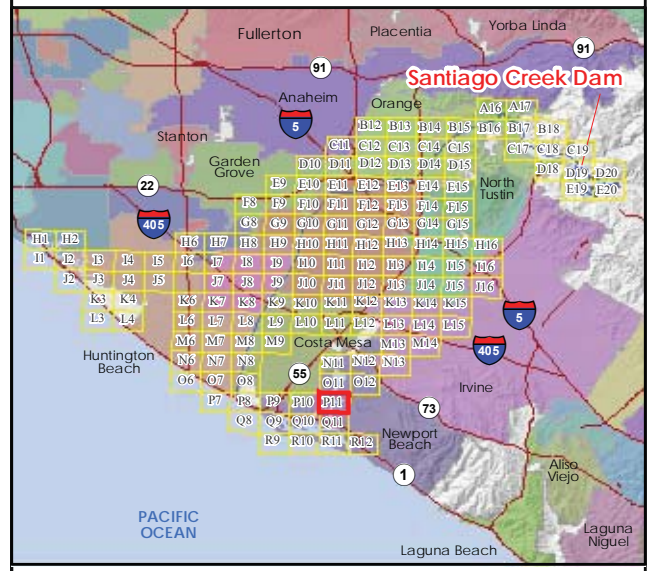 Fullerton
Placentia
Yorba Linda
91
91
Santiago Creek Dam
Anaheim
Orange
A16 A17
5
B12 B13 B14 B15 B16 B17 B18
Stanton
C11 C12 C13 C14 C15 C17 C18 C19
Garden
Grove
D10 D11 D12 D13 D14 D15 D18 D19 D20
22
E9 E10 E11 E12 E13 E14 E15 E19 E20
North
Tustin
F8 F9 F10 F11 F12 F13 F14 F15
405
G8 G9 G10 G11 G12 G13 G14 G15
H1 H2 H6 H7 H8 H9 H10 H11 H12 H13 H14 H15 H16
I1 I2 I3 I4 I5 I6 I7 I8 I9 I10 I11 I12 I13 I14 I15 I16
J2 J3 J4 J5 J7 J8 J9 J10 J11 J12 J13 J14 J15 J16
K3 K4 K6 K7 K8 K9 K10 K11 K12 K13 K14 K15
5
L3 L4 L6 L7 L8 L9 L10 L11 L12 L13 L14 L15
M6 M7 M8 M9 Costa Mesa M13 M14
405
Huntington
Beach
N6 N7 N8 N11 N12 N13
55
O6 O7 O8 O11 O12
Irvine
P7 P8 P9 P10 P11
73
Q8 Q9 Q10 Q11
Newport
Beach
R9 R10 R11 R12
1
Aliso
Viejo
PACIFIC
OCEAN
Laguna
Niguel
Laguna Beach